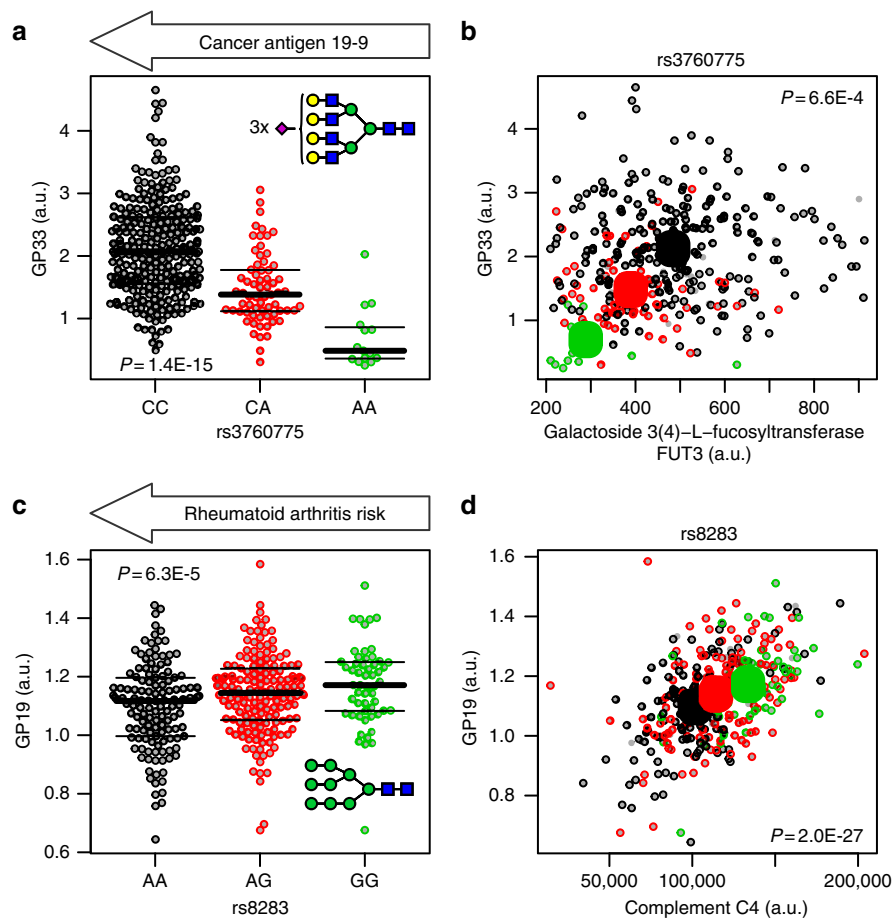 a
Cancer antigen 19-9
GP33 (a.u.)
4
3
2
1
3x
P=1.4E-15
CC
CA
AA
rs3760775
b
rs3760775
P=6.6E-4
GP33 (a.u.)
4
3
2
1
200
400
600
800
Galactoside 3(4)–L–fucosyltransferase
FUT3 (a.u.)
c
Rheumatoid arthritis risk
GP19 (a.u.)
1.6
1.4
1.2
1.0
0.8
0.6
P=6.3E-5
AA
AG
GG
rs8283
d
rs8283
GP19 (a.u.)
1.6
1.4
1.2
1.0
0.8
P=2.0E-27
50,000
100,000
200,000
Complement C4 (a.u.)